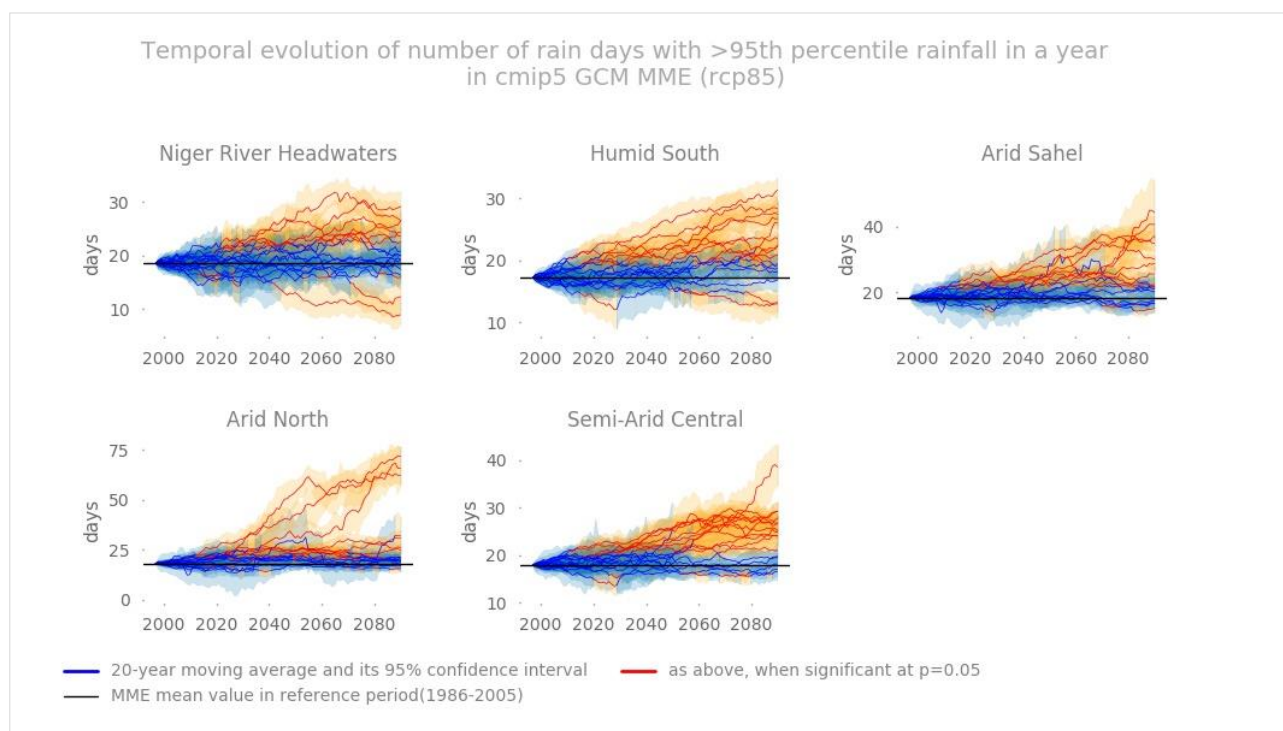 Temporal evolution of number of rain days with >95th percentile rainfall in a year
in cmip5 GCM MME (rcp85)
Niger River Headwaters
30
20
10
days
2000 2020 2040 2060 2080
Humid South
30
20
10
days
2000 2020 2040 2060 2080
Arid Sahel
40
20
days
2000 2020 2040 2060 2080
Arid North
75
50
25
0
days
2000 2020 2040 2060 2080
Semi-Arid Central
40
30
20
10
days
2000 2020 2040 2060 2080
20-year moving average and its 95% confidence interval
as above, when significant at p=0.05
MME mean value in reference period(1986-2005)